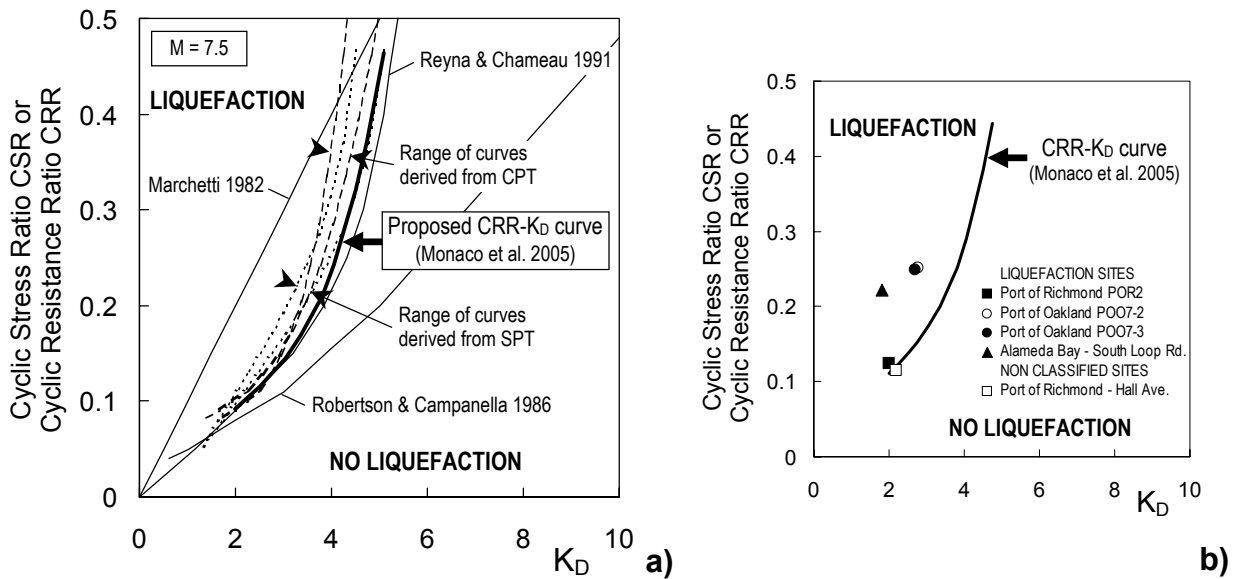 Cyclic Stress Ratio CSR or
Cyclic Resistance Ratio CRR
0.5
0.4
0.3
0.2
0.1
0
M = 7.5
LIQUEFACTION
Reyna & Chameau 1991
Range of curves
derived from CPT
Marchetti 1982
Proposed CRR-KD curve
(Monaco et al. 2005)
Range of curves
derived from SPT
Robertson & Campanella 1986
NO LIQUEFACTION
0
2
4
6
8
10
KD
a)
Cyclic Stress Ratio CSR or
Cyclic Resistance Ratio CRR
0.5
0.4
0.3
0.2
0.1
0
LIQUEFACTION
CRR-KD curve
(Monaco et al. 2005)
LIQUEFACTION SITES
Port of Richmond POR2
Port of Oakland POO7-2
Port of Oakland POO7-3
Alameda Bay - South Loop Rd.
NON CLASSIFIED SITES
Port of Richmond - Hall Ave.
NO LIQUEFACTION
0
2
4
6
8
10
KD
b)